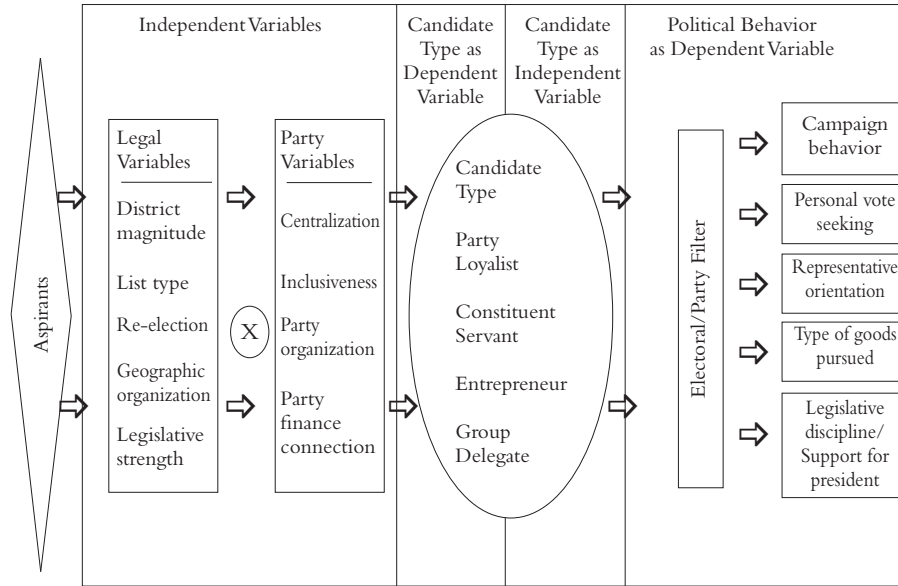 Independent Variables
Candidate
Type as
Dependent
Variable
Candidate
Type as
Independent
Variable
Political Behavior
as Dependent Variable
Aspirants
Legal
Variables
District
magnitude
List type
Re-election
Geographic
organization
Legislative
strength
X
Party
Variables
Centralization
Inclusiveness
Party
organization
Party
finance
connection
Candidate
Type
Party
Loyalist
Constituent
Servant
Entrepreneur
Group
Delegate
Electoral/Party Filter
Campaign
behavior
Personal vote
seeking
Representative
orientation
Type of goods
pursued
Legislative
discipline/
Support for
president